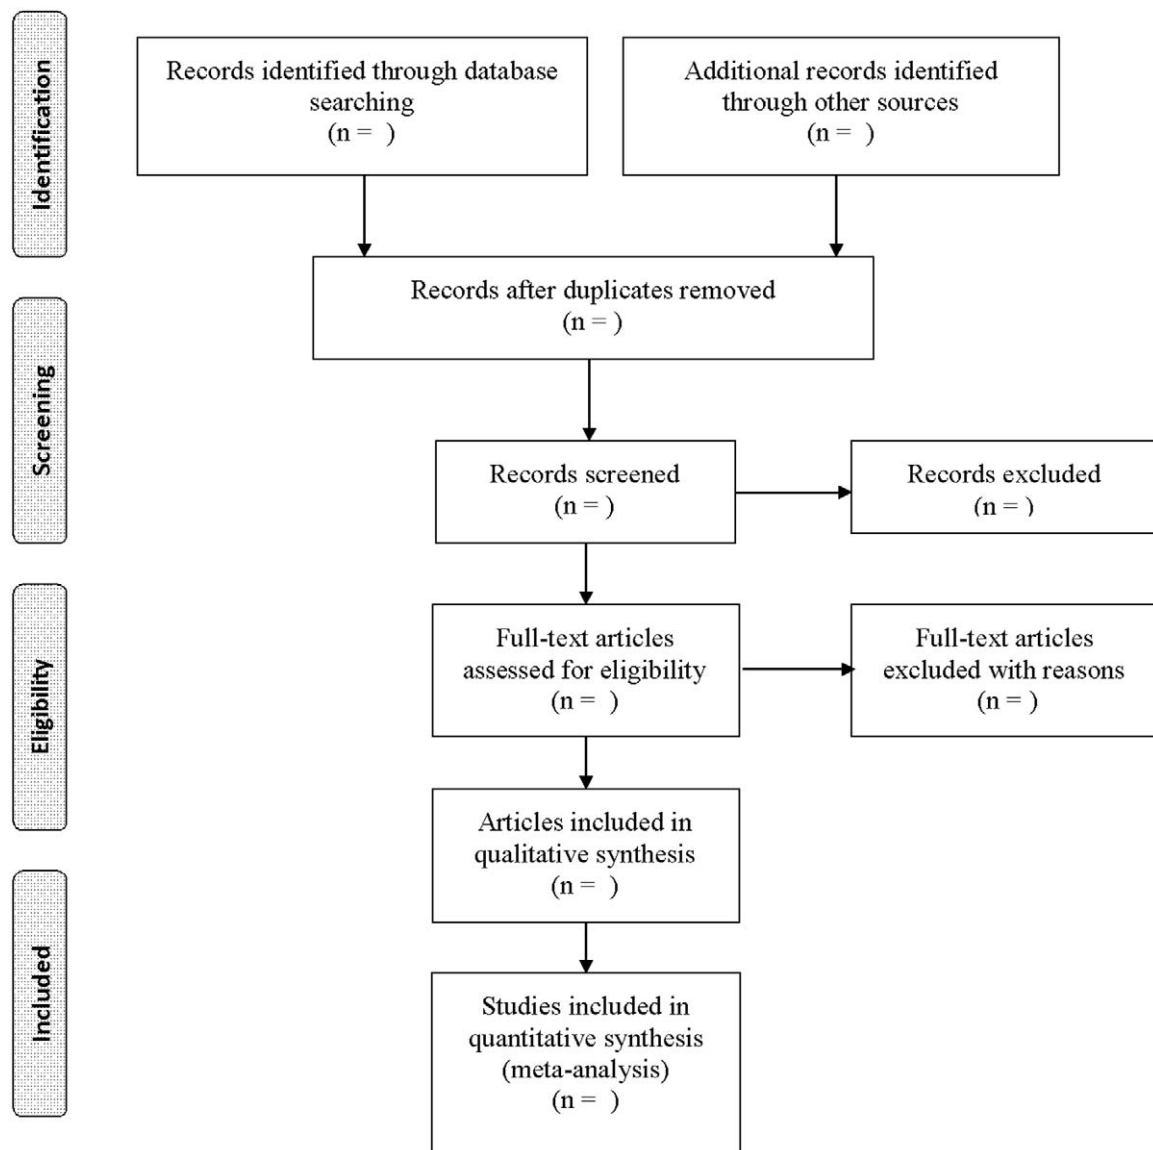 Identification
Records identified through database
searching
(n =  )
Additional records identified
through other sources
(n =  )
Records after duplicates removed
(n = )
Screening
Records screened
(n = )
Records excluded
(n = )
Eligibility
Full-text articles
assessed for eligibility
(n =  )
Full-text articles
excluded with reasons
(n = )
Articles included in
qualitative synthesis
(n =  )
Included
Studies included in
quantitative synthesis
(meta-analysis)
(n =  )